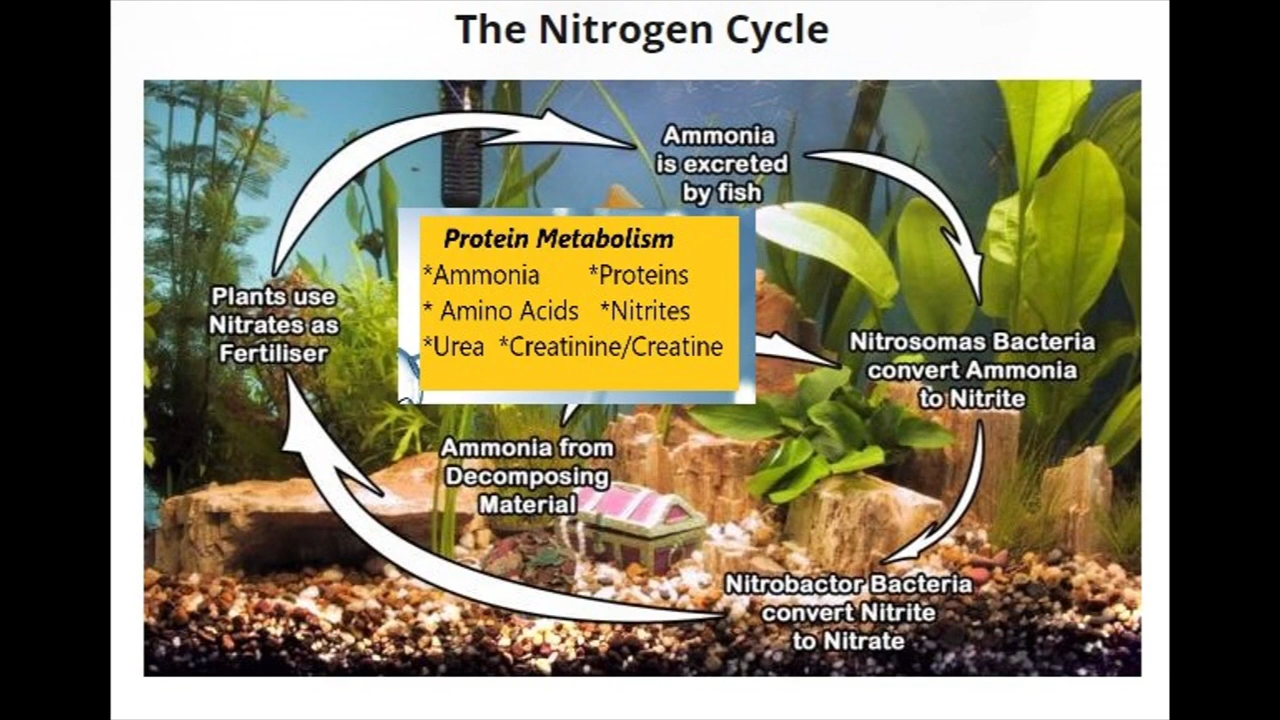 The Nitrogen Cycle
Ammonia
is excreted
by fish
Protein Metabolism
*Ammonia *Proteins
* Amino Acids *Nitrites
*Urea *Creatinine/Creatine
Plants use
Nitrates as
Fertiliser
Nitrosomas Bacteria
convert Ammonia
to Nitrite
Ammonia from
Decomposing
Material
Nitrobactor Bacteria
convert Nitrite
to Nitrate